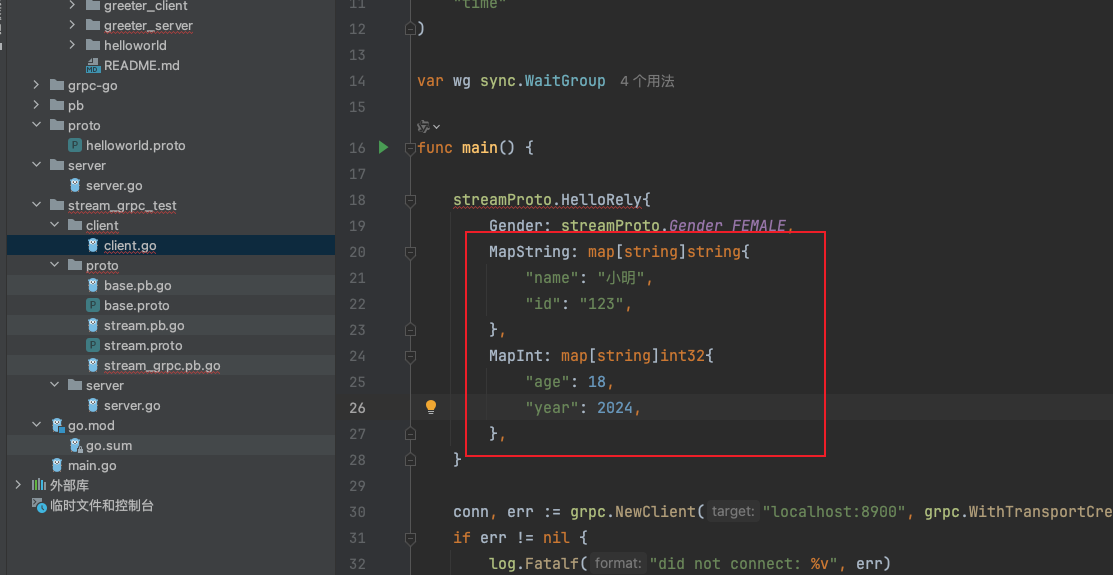 greeter_client
greeter_server
helloworld
README.md
grpc-go
pb
proto
helloworld.proto
server
server.go
stream_grpc_test
client
client.go
proto
base.pb.go
base.proto
stream.pb.go
stream.proto
stream_grpc.pb.go
server
server.go
go.mod
go.sum
main.go
外部库
临时文件和控制台
11 "time"
12 )
13
14 var wg sync.WaitGroup 4 个用法
15
16 func main() {
17
18 streamProto.HelloRely{
19 Gender: streamProto.Gender_FEMALE,
20 MapString: map[string]string{
21 "name": "小明",
22 "id": "123",
23 },
24 MapInt: map[string]int32{
25 "age": 18,
26 "year": 2024,
27 },
28 }
29
30 conn, err := grpc.NewClient( target: "localhost:8900", grpc.WithTransportCre
31 if err != nil {
32 log.Fatalf( format: "did not connect: %v", err)